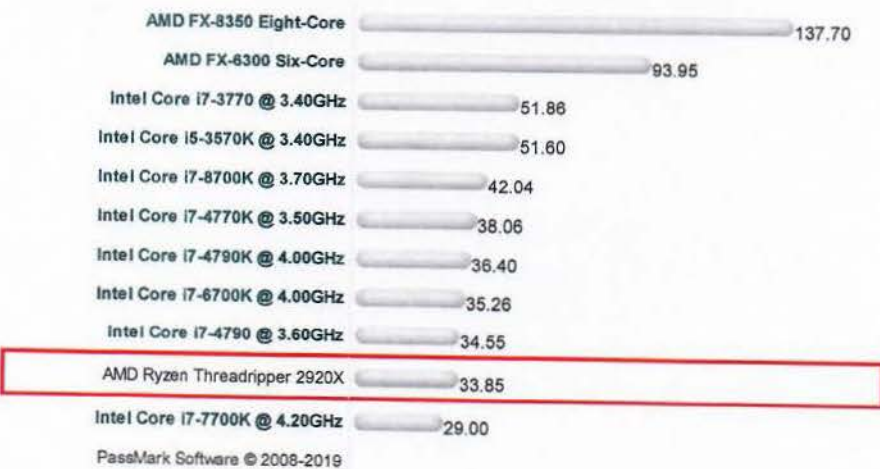 AMD FX-8350 Eight-Core 137.70
AMD FX-6300 Six-Core 93.95
Intel Core i7-3770 @ 3.40GHz 51.86
Intel Core i5-3570K @ 3.40GHz 51.60
Intel Core i7-8700K @ 3.70GHz 42.04
Intel Core i7-4770K @ 3.50GHz 38.06
Intel Core i7-4790K @ 4.00GHz 36.40
Intel Core i7-6700K @ 4.00GHz 35.26
Intel Core i7-4790 @ 3.60GHz 34.55
AMD Ryzen Threadripper 2920X 33.85
Intel Core i7-7700K @ 4.20GHz 29.00
PassMark Software © 2008-2019